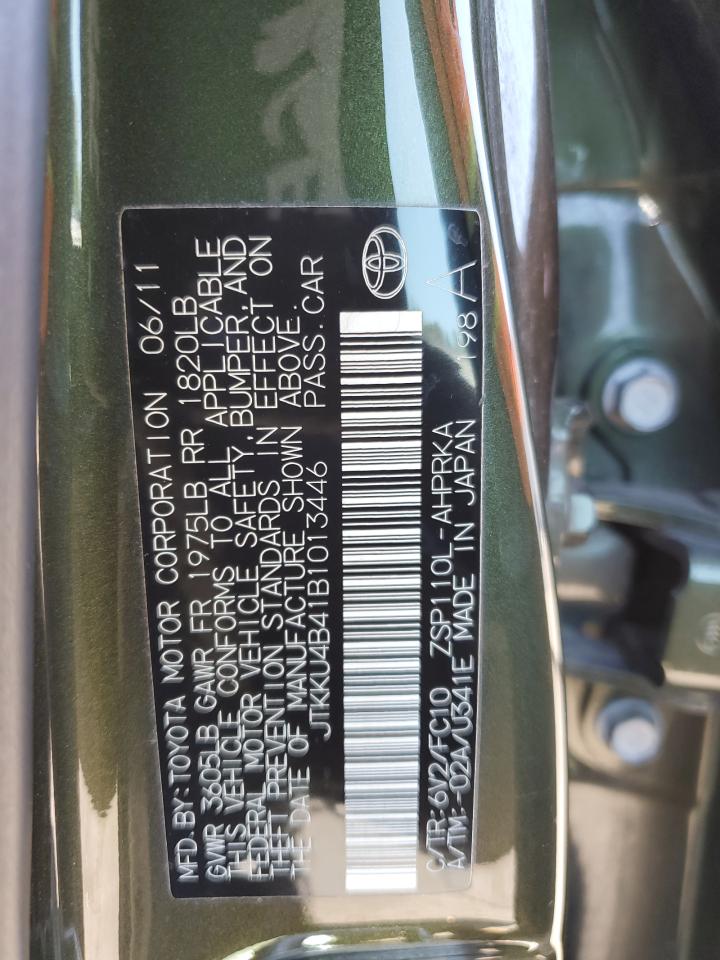 MFD.BY:TOYOTA MOTOR CORPORATION 06/11
GVWR 3605LB GAWR FR 1975LB RR 1820LB
THIS VEHICLE CONFORMS TO ALL APPLICABLE
FEDERAL MOTOR VEHICLE SAFETY,BUMPER,AND
THEFT PREVENTION STANDARDS IN EFFECT ON
THE DATE OF MANUFACTURE SHOWN ABOVE.
JTKKU4B41B1013446 PASS.CAR
C/TR:6V2/FC10 ZSP110L-AHPRKA
A/TM:-02A/U341E MADE IN JAPAN
198 A